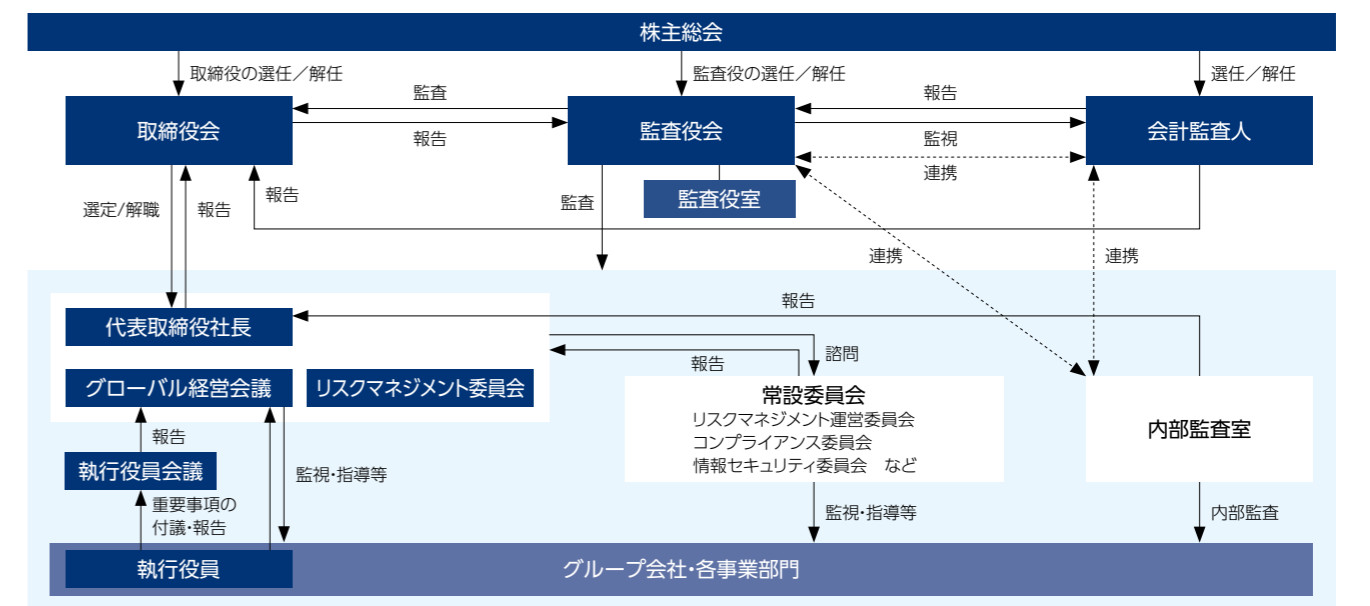 株主総会
取締役の選任／解任
監査役の選任／解任
選任／解任
監査
報告
取締役会
監査役会
会計監査人
報告
監視
連携
監査役室
選定/解職
報告
報告
監査
連携
連携
報告
代表取締役社長
諮問
報告
グローバル経営会議
リスクマネジメント委員会
常設委員会
リスクマネジメント運営委員会
コンプライアンス委員会
情報セキュリティ委員会　など
内部監査室
報告
執行役員会議
監視・指導等
重要事項の
付議・報告
監視・指導等
内部監査
執行役員
グループ会社・各事業部門